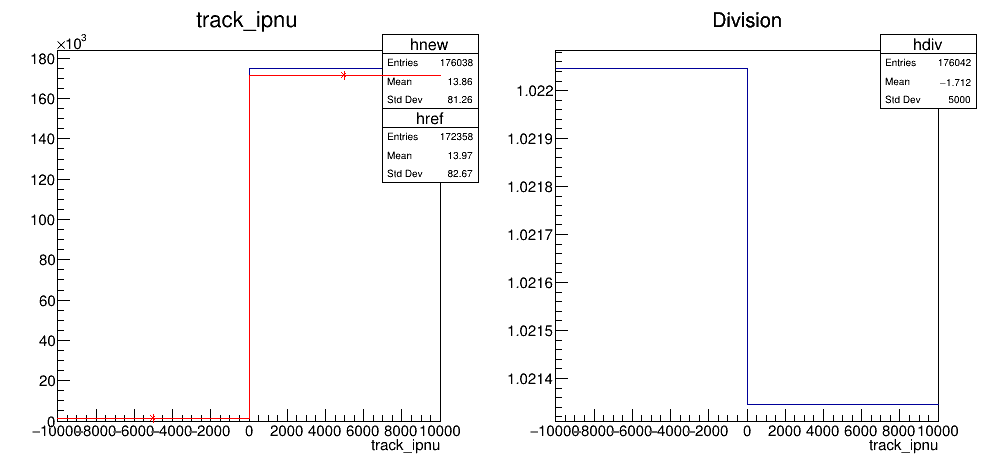 track_ipnu
×10³
180
160
140
120
100
80
60
40
20
0
−10000 −8000 −6000 −4000 −2000 0 2000 4000 6000 8000 10000
track_ipnu
hnew
Entries 176038
Mean 13.86
Std Dev 81.26
href
Entries 172358
Mean 13.97
Std Dev 82.67
Division
1.022
1.0219
1.0218
1.0217
1.0216
1.0215
1.0214
−10000 −8000 −6000 −4000 −2000 0 2000 4000 6000 8000 10000
track_ipnu
hdiv
Entries 176042
Mean −1.712
Std Dev 5000